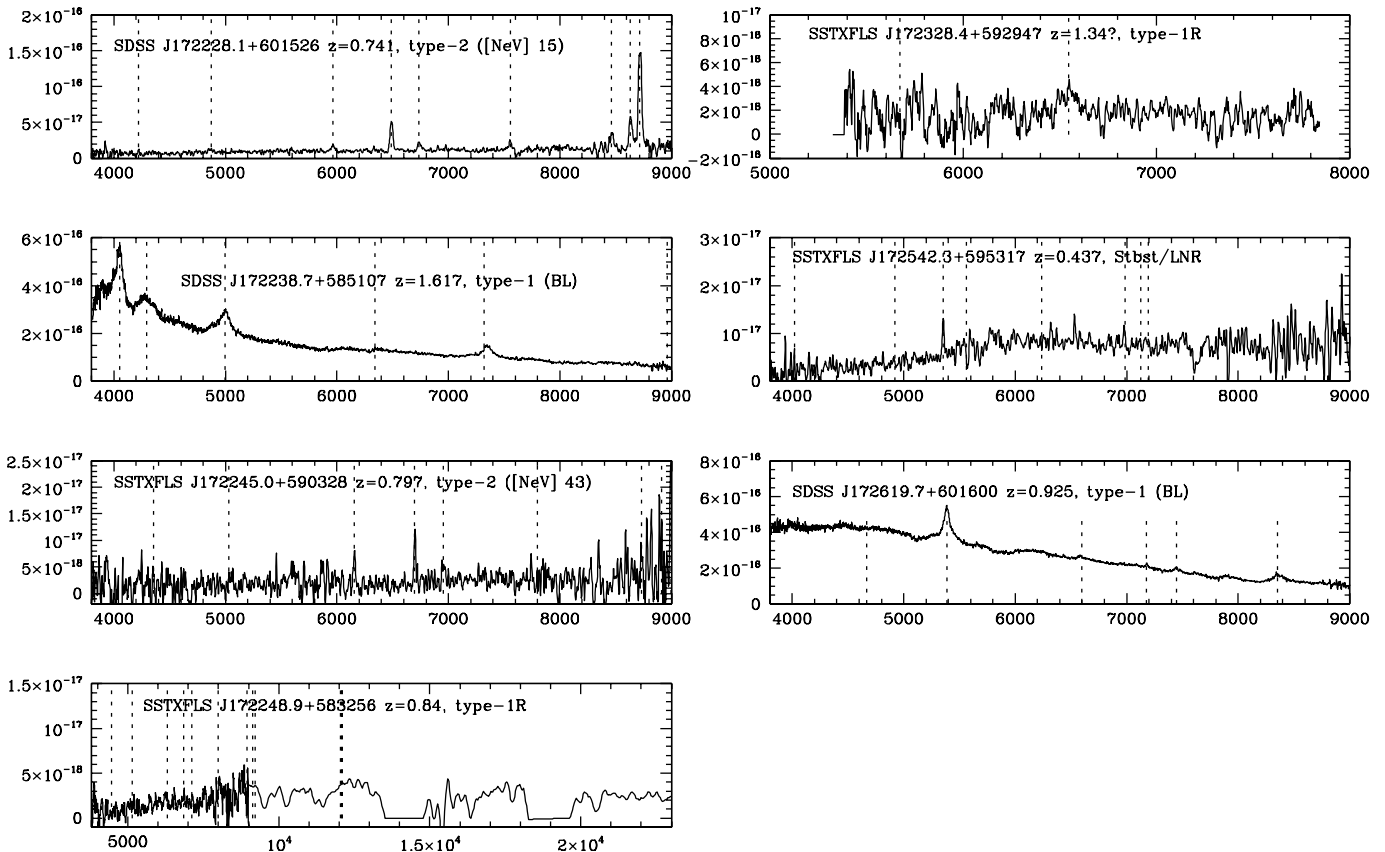 2×10⁻¹⁶
1.5×10⁻¹⁶
10⁻¹⁶
5×10⁻¹⁷
0
SDSS J172228.1+601526 z=0.741, type-2 ([NeV] 15)
4000 5000 6000 7000 8000 9000
10⁻¹⁷
8×10⁻¹⁸
6×10⁻¹⁸
4×10⁻¹⁸
2×10⁻¹⁸
0
−2×10⁻¹⁸
SSTXFLS J172328.4+592947 z=1.34?, type-1R
5000 6000 7000 8000
6×10⁻¹⁶
4×10⁻¹⁶
2×10⁻¹⁶
0
SDSS J172238.7+585107 z=1.617, type-1 (BL)
4000 5000 6000 7000 8000 9000
3×10⁻¹⁷
2×10⁻¹⁷
10⁻¹⁷
0
SSTXFLS J172542.3+595317 z=0.437, Stbst/LNR
4000 5000 6000 7000 8000 9000
2.5×10⁻¹⁷
2×10⁻¹⁷
1.5×10⁻¹⁷
10⁻¹⁷
5×10⁻¹⁸
0
SSTXFLS J172245.0+590328 z=0.797, type-2 ([NeV] 43)
4000 5000 6000 7000 8000 9000
8×10⁻¹⁶
6×10⁻¹⁶
4×10⁻¹⁶
2×10⁻¹⁶
0
SDSS J172619.7+601600 z=0.925, type-1 (BL)
4000 5000 6000 7000 8000 9000
1.5×10⁻¹⁷
10⁻¹⁷
5×10⁻¹⁸
0
SSTXFLS J172248.9+583256 z=0.84, type-1R
5000 10⁴ 1.5×10⁴ 2×10⁴